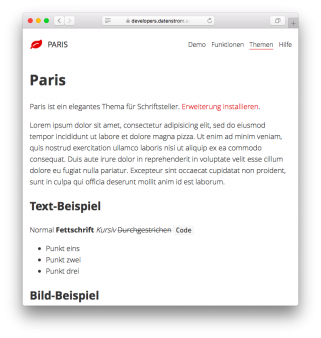 developers.datenstrom.se
PARIS
Demo Funktionen Themen Hilfe
Paris
Paris ist ein elegantes Thema für Schriftsteller. Erweiterung installieren.
Lorem ipsum dolor sit amet, consectetur adipisicing elit, sed do eiusmod
tempor incididunt ut labore et dolore magna pizza. Ut enim ad minim veniam,
quis nostrud exercitation ullamco laboris nisi ut aliquip ex ea commodo
consequat. Duis aute irure dolor in reprehenderit in voluptate velit esse cillum
dolore eu fugiat nulla pariatur. Excepteur sint occaecat cupidatat non proident,
sunt in culpa qui officia deserunt mollit anim id est laborum.
Text-Beispiel
Normal Fettschrift Kursiv Durchgestrichen Code
Punkt eins
Punkt zwei
Punkt drei
Bild-Beispiel